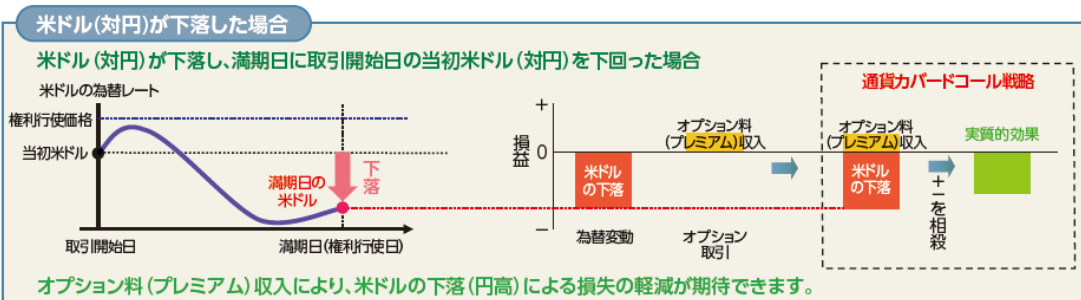 米ドル(対円)が下落した場合
米ドル(対円)が下落し、満期日に取引開始日の当初米ドル(対円)を下回った場合
米ドルの為替レート
権利行使価格
当初米ドル
満期日の
米ドル
下落
取引開始日
満期日(権利行使日)
損益
+
0
−
米ドル
の下落
為替変動
オプション料
(プレミアム)収入
オプション
取引
通貨カバードコール戦略
オプション料
(プレミアム)収入
米ドル
の下落
+−を相殺
実質的効果
オプション料(プレミアム)収入により、米ドルの下落(円高)による損失の軽減が期待できます。